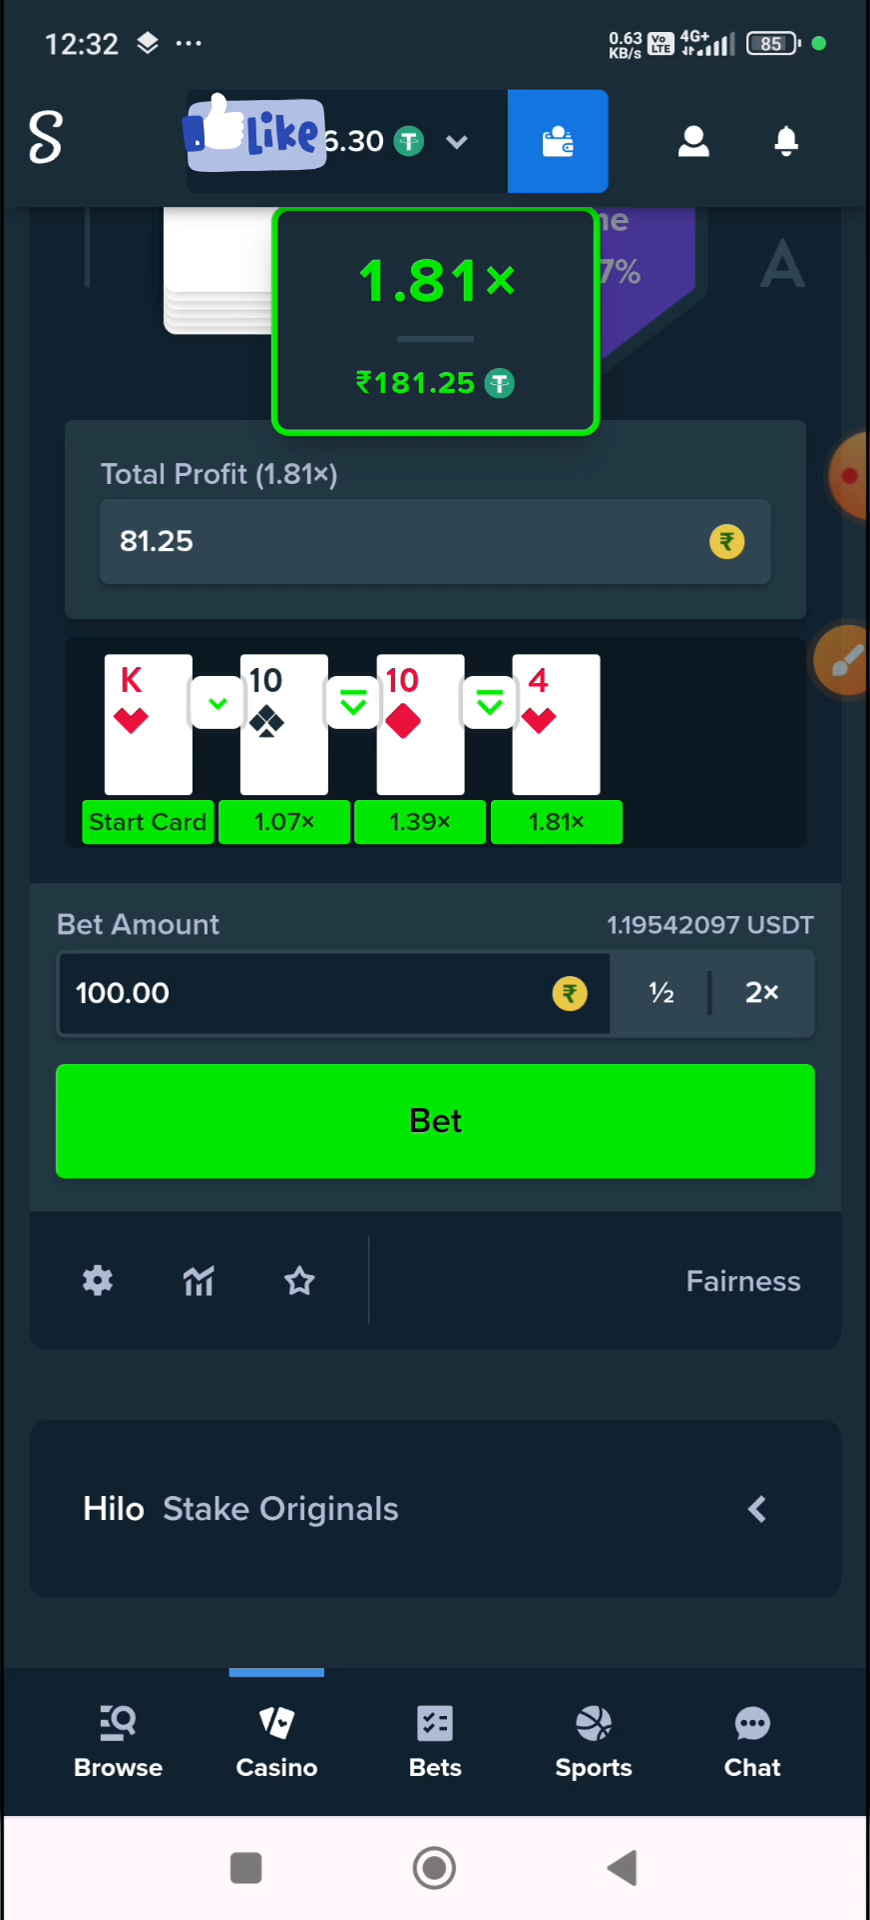 12:32 ...
0.63 KB/s Vo LTE 4G+ 85
S like 6.30
ne
1.81×
7% A
₹181.25
Total Profit (1.81×)
81.25 ₹
K 10 10 4
Start Card 1.07× 1.39× 1.81×
Bet Amount 1.19542097 USDT
100.00 ₹ ½ 2×
Bet
Fairness
Hilo Stake Originals
Browse Casino Bets Sports Chat